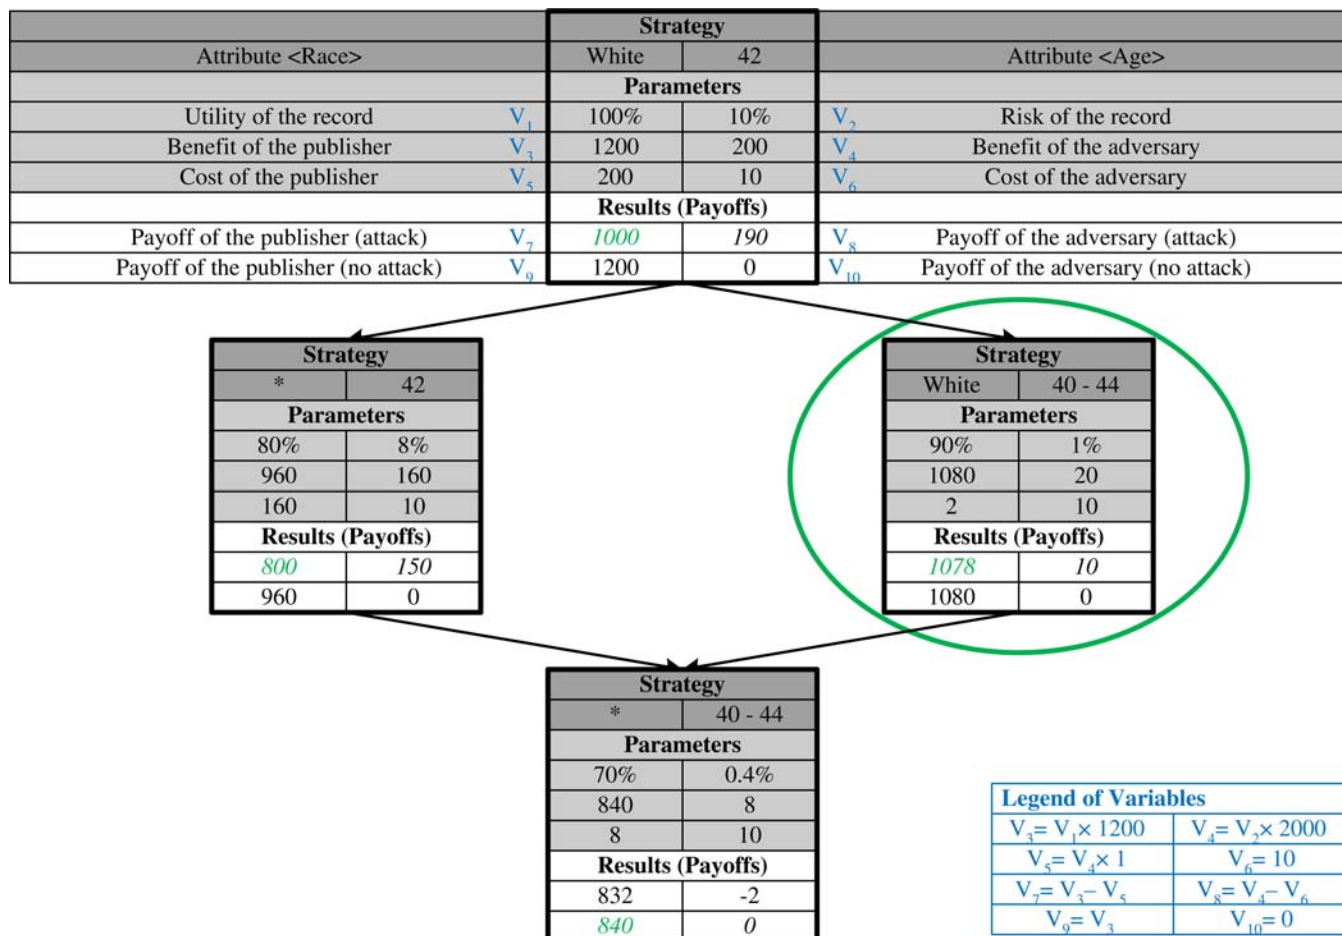 Strategy
Attribute <Race> White 42 Attribute <Age>
Parameters
Utility of the record V1 100% 10% V2 Risk of the record
Benefit of the publisher V3 1200 200 V4 Benefit of the adversary
Cost of the publisher V5 200 10 V6 Cost of the adversary
Results (Payoffs)
Payoff of the publisher (attack) V7 1000 190 V8 Payoff of the adversary (attack)
Payoff of the publisher (no attack) V9 1200 0 V10 Payoff of the adversary (no attack)
Strategy
* 42
Parameters
80% 8%
960 160
160 10
Results (Payoffs)
800 150
960 0
Strategy
White 40 - 44
Parameters
90% 1%
1080 20
2 10
Results (Payoffs)
1078 10
1080 0
Strategy
* 40 - 44
Parameters
70% 0.4%
840 8
8 10
Results (Payoffs)
832 -2
840 0
Legend of Variables
V3= V1× 1200 V4= V2× 2000
V5= V4× 1 V6= 10
V7= V3− V5 V8= V4− V6
V9= V3 V10= 0